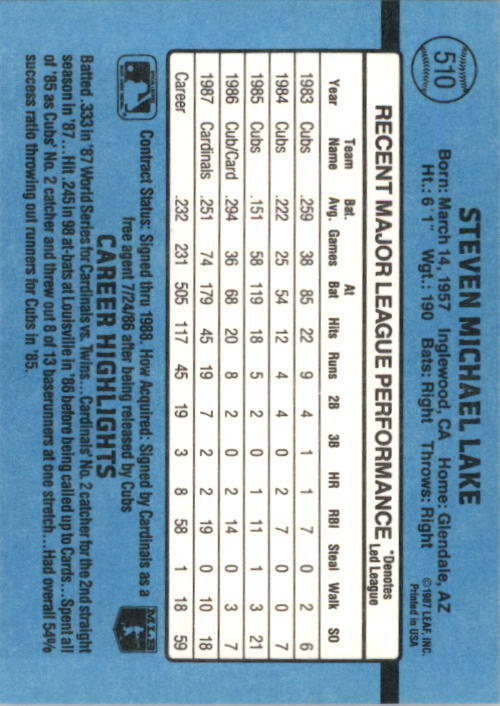 510
STEVEN MICHAEL LAKE
Born: March 14, 1957 Inglewood, CA Home: Glendale, AZ
Ht.: 6'1" Wgt.: 190 Bats: Right Throws: Right
©1987 LEAF, INC.
Printed in USA
RECENT MAJOR LEAGUE PERFORMANCE
*Denotes Led League
Year Team Name Bat. Avg. Games At Bat Hits Runs 2B 3B HR RBI Steal Walk SO
1983 Cubs .259 38 85 22 9 4 1 1 7 0 2 6
1984 Cubs .222 25 54 12 4 4 0 2 7 0 0 7
1985 Cubs .151 58 119 18 5 2 0 1 11 1 3 21
1986 Cub/Card .294 36 68 20 8 2 0 2 14 0 3 7
1987 Cardinals .251 74 179 45 19 7 2 2 19 0 10 18
Career .232 231 505 117 45 19 3 8 58 1 18 59
Contract Status: Signed thru 1988. How Acquired: Signed by Cardinals as a
free agent 7/24/86 after being released by Cubs
MLB
CAREER HIGHLIGHTS
Batted .333 in '87 World Series for Cardinals vs. Twins...Cardinals' No. 2 catcher for the 2nd straight
season in '87...Hit .245 in 98 at-bats at Louisville in '86 before being called up to Cards...Spent all
of '85 as Cubs' No. 2 catcher and threw out 8 of 13 baserunners at one stretch...Had overall 54%
success ratio throwing out runners for Cubs in '85.